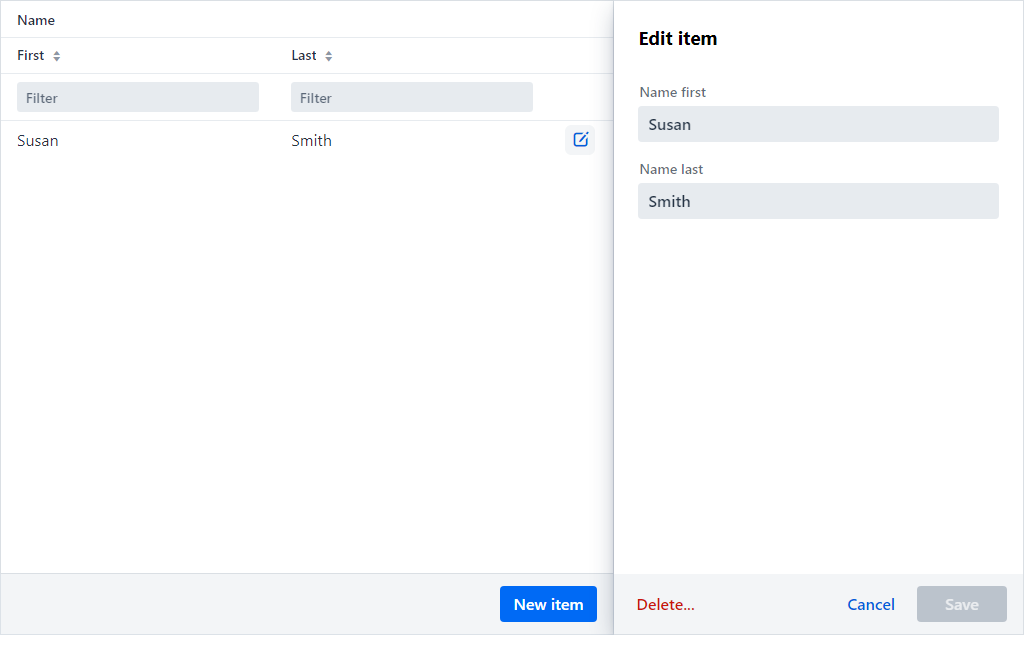 Name
First Last
Filter Filter
Susan Smith
New item
Edit item
Name first
Susan
Name last
Smith
Delete... Cancel Save